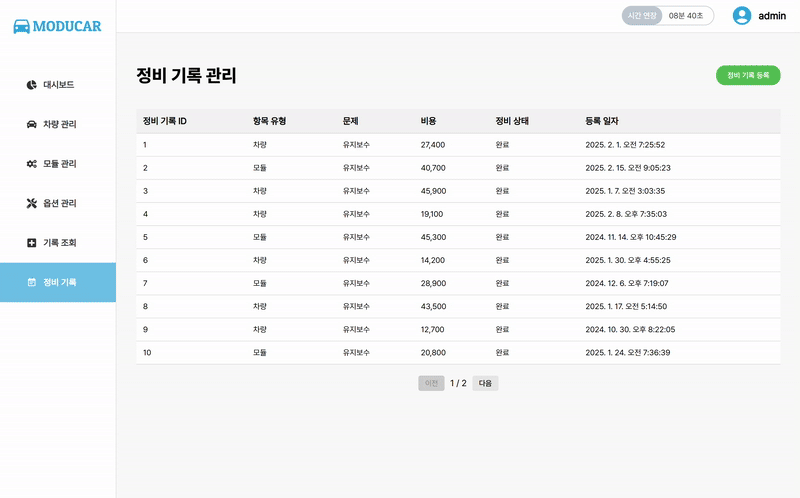 MODUCAR
시간 연장 08분 40초 admin
대시보드
차량 관리
모듈 관리
옵션 관리
기록 조회
정비 기록
정비 기록 관리
정비 기록 등록
정비 기록 ID 항목 유형 문제 비용 정비 상태 등록 일자
1 차량 유지보수 27,400 완료 2025. 2. 1. 오전 7:25:52
2 모듈 유지보수 40,700 완료 2025. 2. 15. 오전 9:05:23
3 차량 유지보수 45,900 완료 2025. 1. 7. 오전 3:03:35
4 차량 유지보수 19,100 완료 2025. 2. 8. 오후 7:35:03
5 모듈 유지보수 45,300 완료 2024. 11. 14. 오후 10:45:29
6 차량 유지보수 14,200 완료 2025. 1. 30. 오후 4:55:25
7 모듈 유지보수 28,900 완료 2024. 12. 6. 오후 7:19:07
8 차량 유지보수 43,500 완료 2025. 1. 17. 오전 5:14:50
9 차량 유지보수 12,700 완료 2024. 10. 30. 오후 8:22:05
10 모듈 유지보수 20,800 완료 2025. 1. 24. 오전 7:36:39
이전 1 / 2 다음